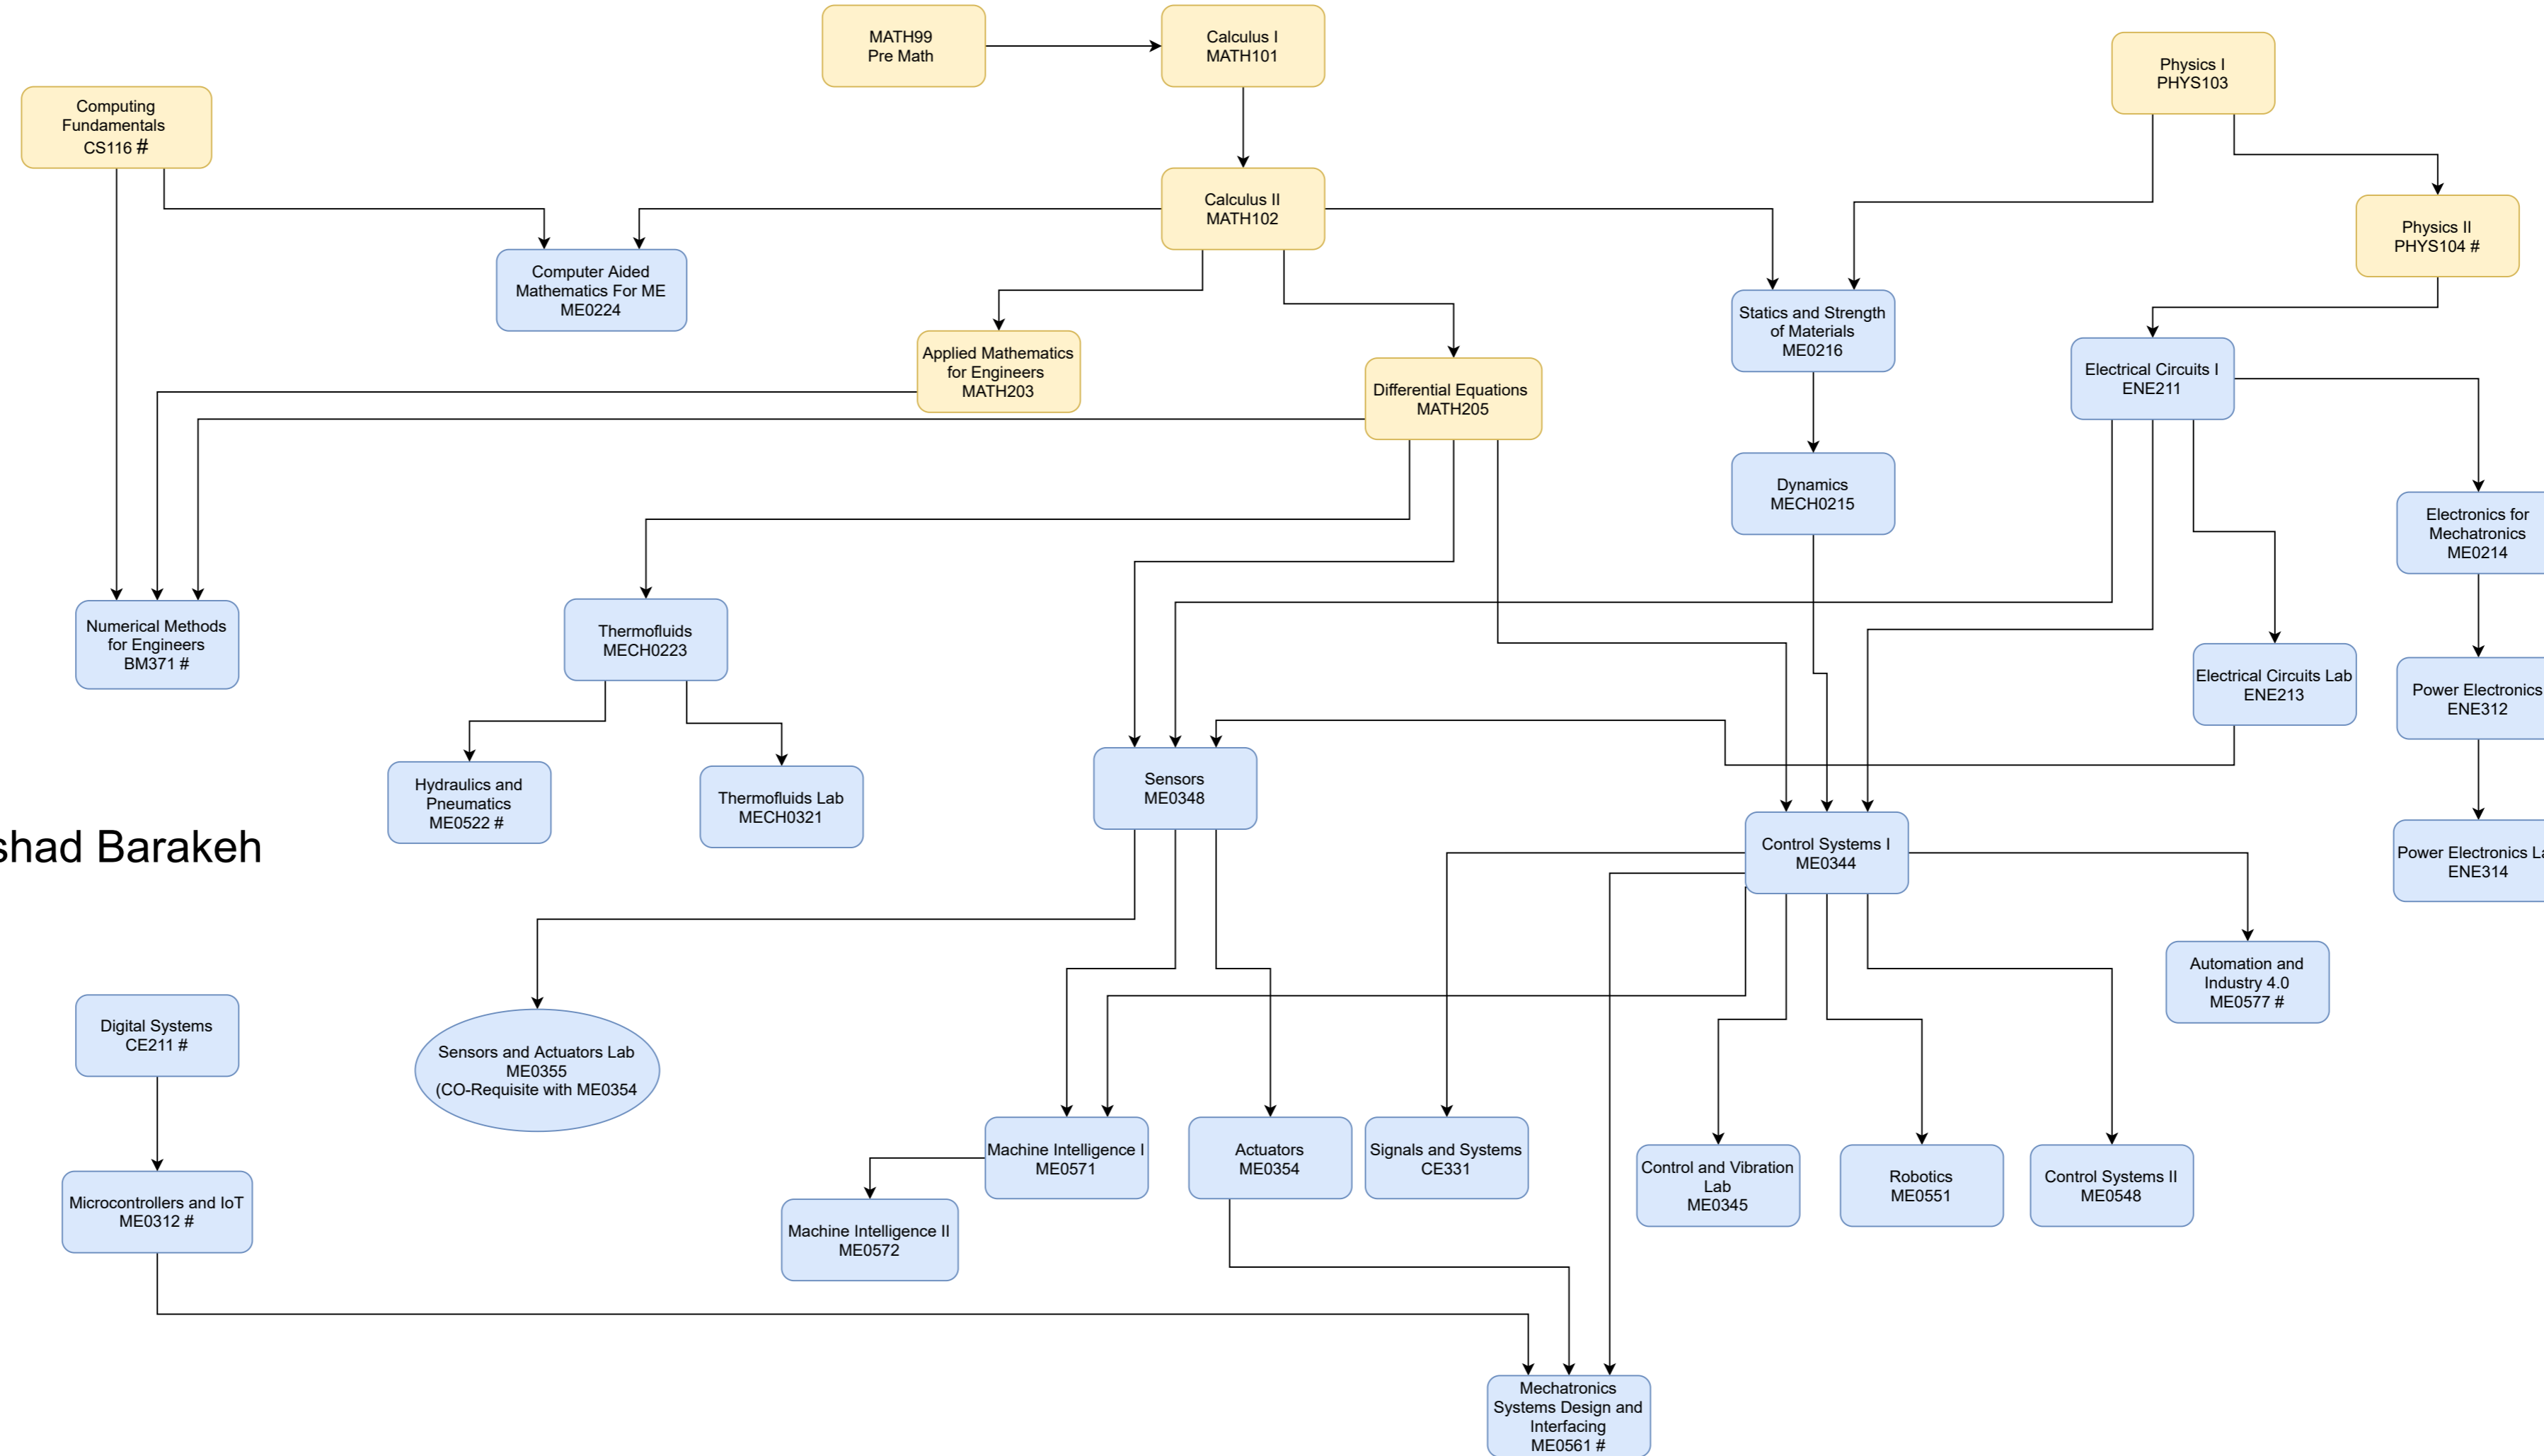 MATH99
Pre Math
Calculus I
MATH101
Physics I
PHYS103
Computing
Fundamentals
CS116 #
Calculus II
MATH102
Physics II
PHYS104 #
Computer Aided
Mathematics For ME
ME0224
Statics and Strength
of Materials
ME0216
Applied Mathematics
for Engineers
MATH203
Differential Equations
MATH205
Electrical Circuits I
ENE211
Dynamics
MECH0215
Electronics for
Mechatronics
ME0214
Numerical Methods
for Engineers
BM371 #
Thermofluids
MECH0223
Electrical Circuits Lab
ENE213
Power Electronics
ENE312
Hydraulics and
Pneumatics
ME0522 #
Thermofluids Lab
MECH0321
Sensors
ME0348
Control Systems I
ME0344
Power Electronics La
ENE314
shad Barakeh
Automation and
Industry 4.0
ME0577 #
Digital Systems
CE211 #
Sensors and Actuators Lab
ME0355
(CO-Requisite with ME0354
Machine Intelligence I
ME0571
Actuators
ME0354
Signals and Systems
CE331
Control and Vibration
Lab
ME0345
Robotics
ME0551
Control Systems II
ME0548
Microcontrollers and IoT
ME0312 #
Machine Intelligence II
ME0572
Mechatronics
Systems Design and
Interfacing
ME0561 #